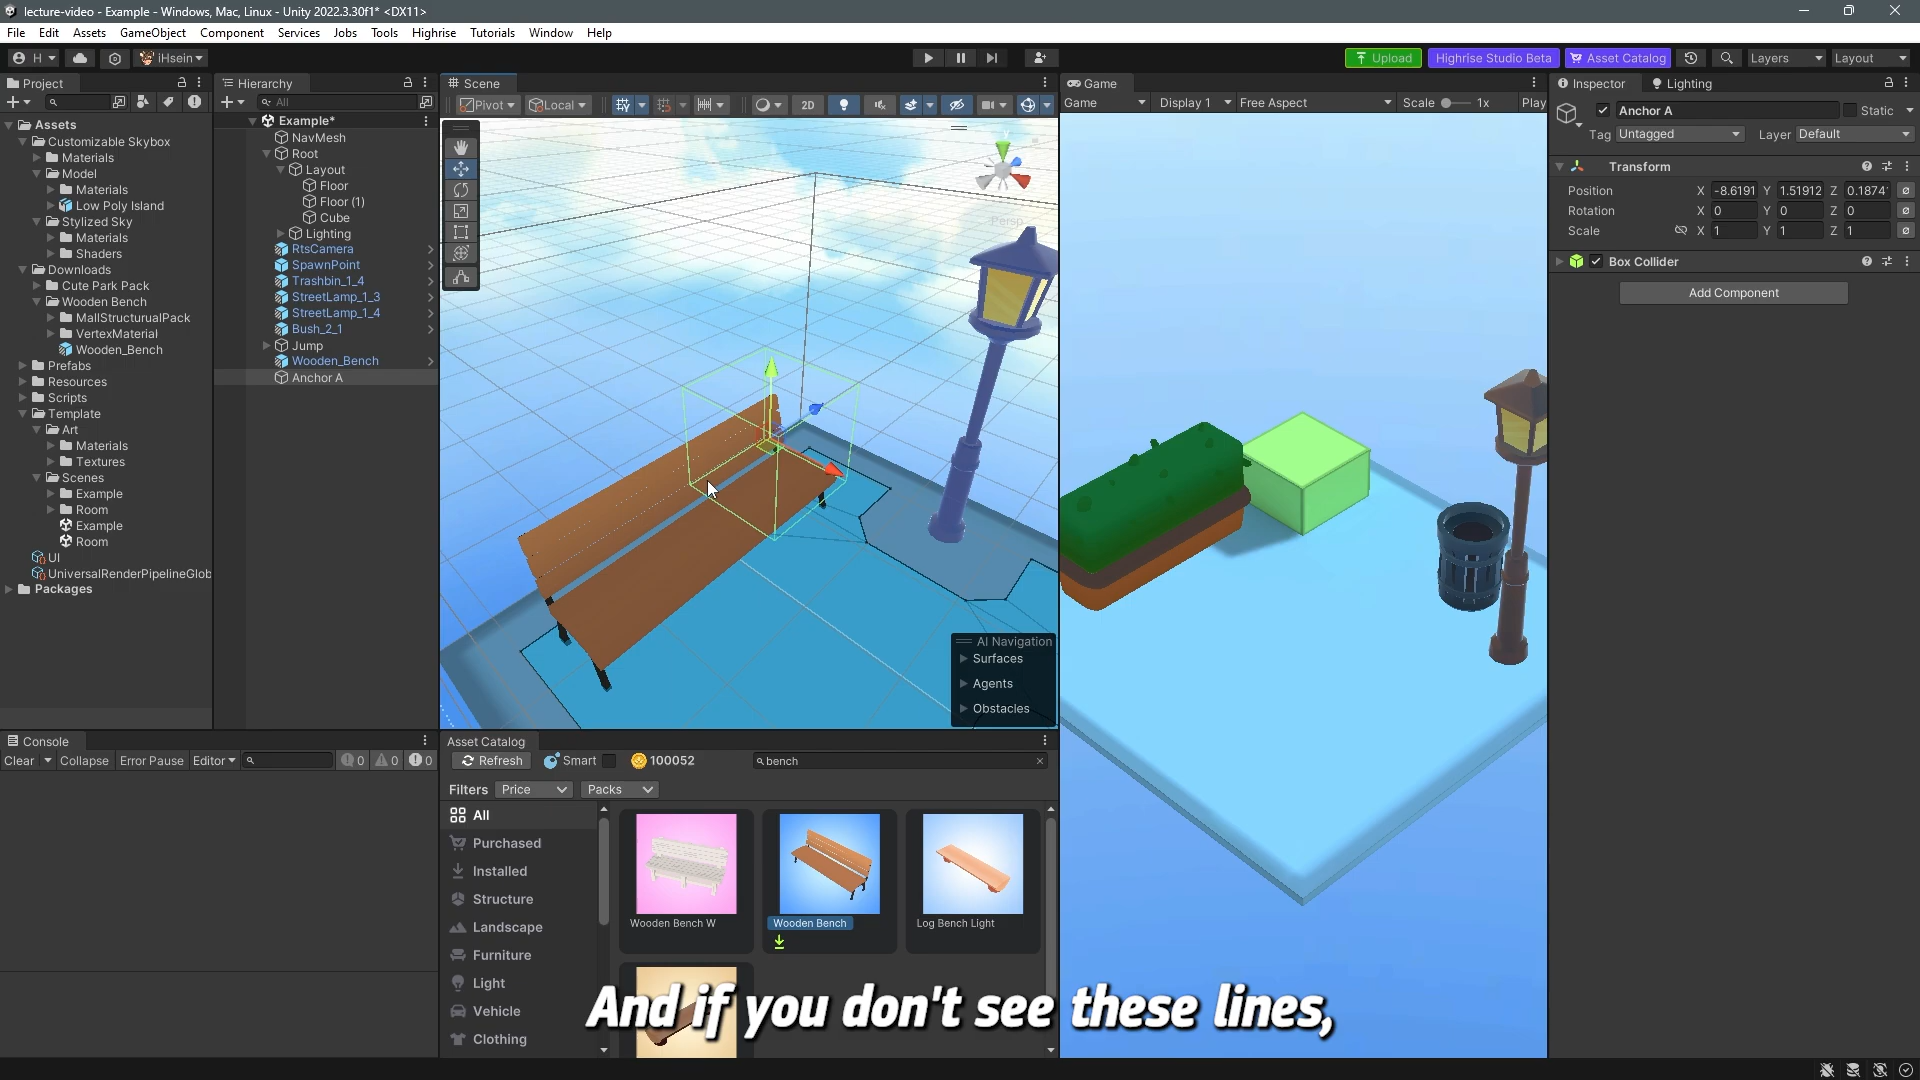 lecture-video - Example - Windows, Mac, Linux - Unity 2022.3.30f1* <DX11>
File Edit Assets GameObject Component Services Jobs Tools Highrise Tutorials Window Help
H iHsein Upload Highrise Studio Beta Asset Catalog Layers Layout
Project
Assets
Customizable Skybox
Materials
Model
Materials
Low Poly Island
Stylized Sky
Materials
Shaders
Downloads
Cute Park Pack
Wooden Bench
MallStructurualPack
VertexMaterial
Wooden_Bench
Prefabs
Resources
Scripts
Template
Art
Materials
Textures
Scenes
Example
Room
Example
Room
UI
UniversalRenderPipelineGlob
Packages
Hierarchy
All
Example*
NavMesh
Root
Layout
Floor
Floor (1)
Cube
Lighting
RtsCamera
SpawnPoint
Trashbin_1_4
StreetLamp_1_3
StreetLamp_1_4
Bush_2_1
Jump
Wooden_Bench
Anchor A
Scene
Pivot Local 2D
Persp
AI Navigation
Surfaces
Agents
Obstacles
Game
Game Display 1 Free Aspect Scale 1x Play
Inspector Lighting
Anchor A Static
Tag Untagged Layer Default
Transform
Position X -8.6191 Y 1.51912 Z 0.1874
Rotation X 0 Y 0 Z 0
Scale X 1 Y 1 Z 1
Box Collider
Add Component
Console
Clear Collapse Error Pause Editor 0 0 0
Asset Catalog
Refresh Smart 100052 bench
Filters Price Packs
All
Purchased
Installed
Structure
Landscape
Furniture
Light
Vehicle
Clothing
Wooden Bench W
Wooden Bench
Log Bench Light
And if you don't see these lines,